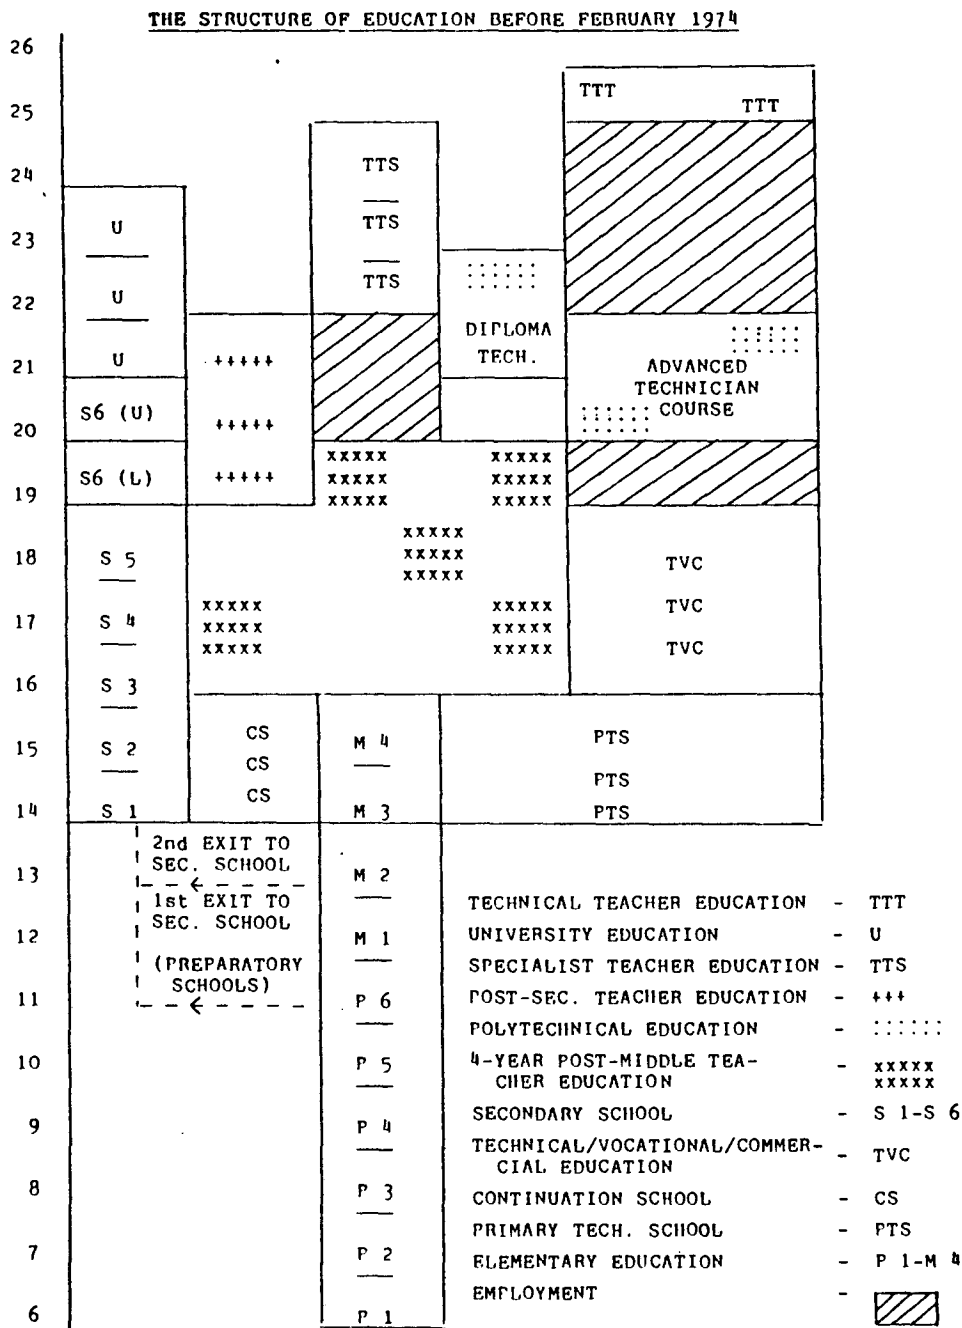 THE STRUCTURE OF EDUCATION BEFORE FEBRUARY 1974
26
TTT
25
TTT
24
TTS
23
U
TTS
TTS
22
U
DIPLOMA
TECH.
21
U
+++++
ADVANCED
TECHNICIAN
COURSE
20
S6 (U)
+++++
19
S6 (L)
+++++
xxxxx xxxxx
xxxxx xxxxx
xxxxx xxxxx
18
S 5
xxxxx
xxxxx
xxxxx
TVC
17
S 4
xxxxx xxxxx
xxxxx xxxxx
xxxxx xxxxx
TVC
TVC
16
S 3
15
S 2
CS
CS
CS
M 4
PTS
PTS
14
S 1
M 3
PTS
2nd EXIT TO
SEC. SCHOOL
13
M 2
1st EXIT TO
SEC. SCHOOL
12
M 1
(PREPARATORY
SCHOOLS)
11
P 6
10
P 5
9
P 4
8
P 3
7
P 2
6
P 1
TECHNICAL TEACHER EDUCATION - TTT
UNIVERSITY EDUCATION - U
SPECIALIST TEACHER EDUCATION - TTS
POST-SEC. TEACHER EDUCATION - +++
POLYTECHNICAL EDUCATION - ::::::
4-YEAR POST-MIDDLE TEA- - xxxxx
CHER EDUCATION xxxxx
SECONDARY SCHOOL - S 1-S 6
TECHNICAL/VOCATIONAL/COMMER-
CIAL EDUCATION - TVC
CONTINUATION SCHOOL - CS
PRIMARY TECH. SCHOOL - PTS
ELEMENTARY EDUCATION - P 1-M 4
EMPLOYMENT -